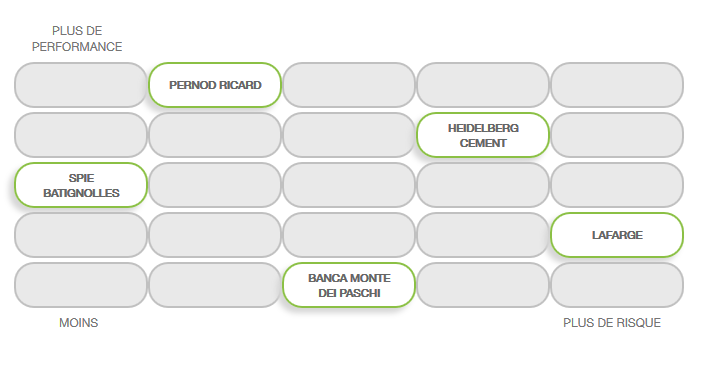 PLUS DE
PERFORMANCE
PERNOD RICARD
HEIDELBERG
CEMENT
SPIE
BATIGNOLLES
LAFARGE
BANCA MONTE
DEI PASCHI
MOINS
PLUS DE RISQUE